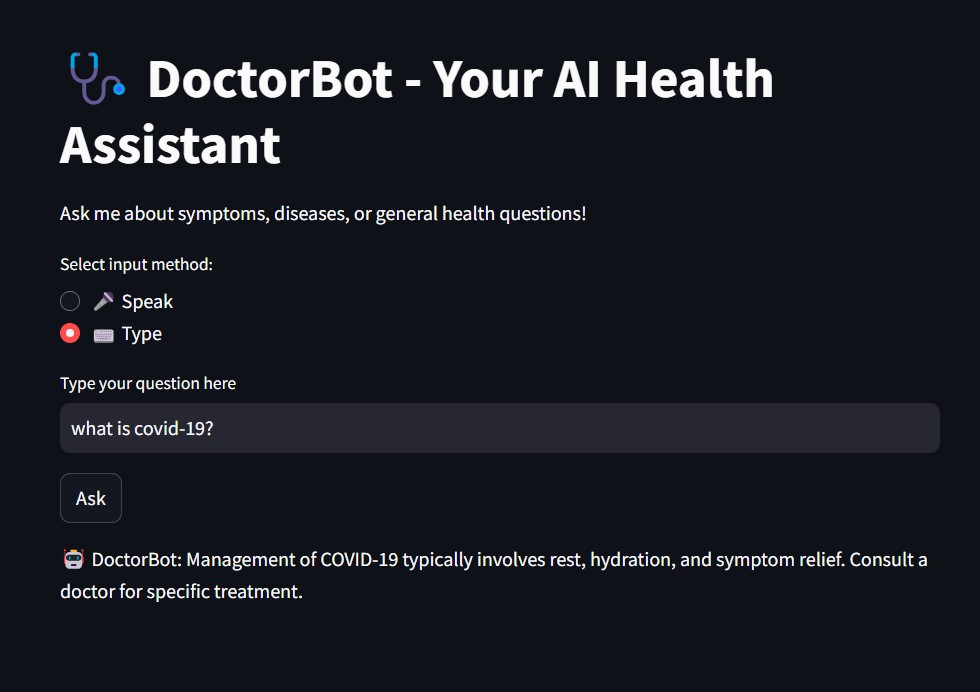 DoctorBot - Your AI Health
Assistant
Ask me about symptoms, diseases, or general health questions!
Select input method:
Speak
Type
Type your question here
what is covid-19?
Ask
DoctorBot: Management of COVID-19 typically involves rest, hydration, and symptom relief. Consult a
doctor for specific treatment.